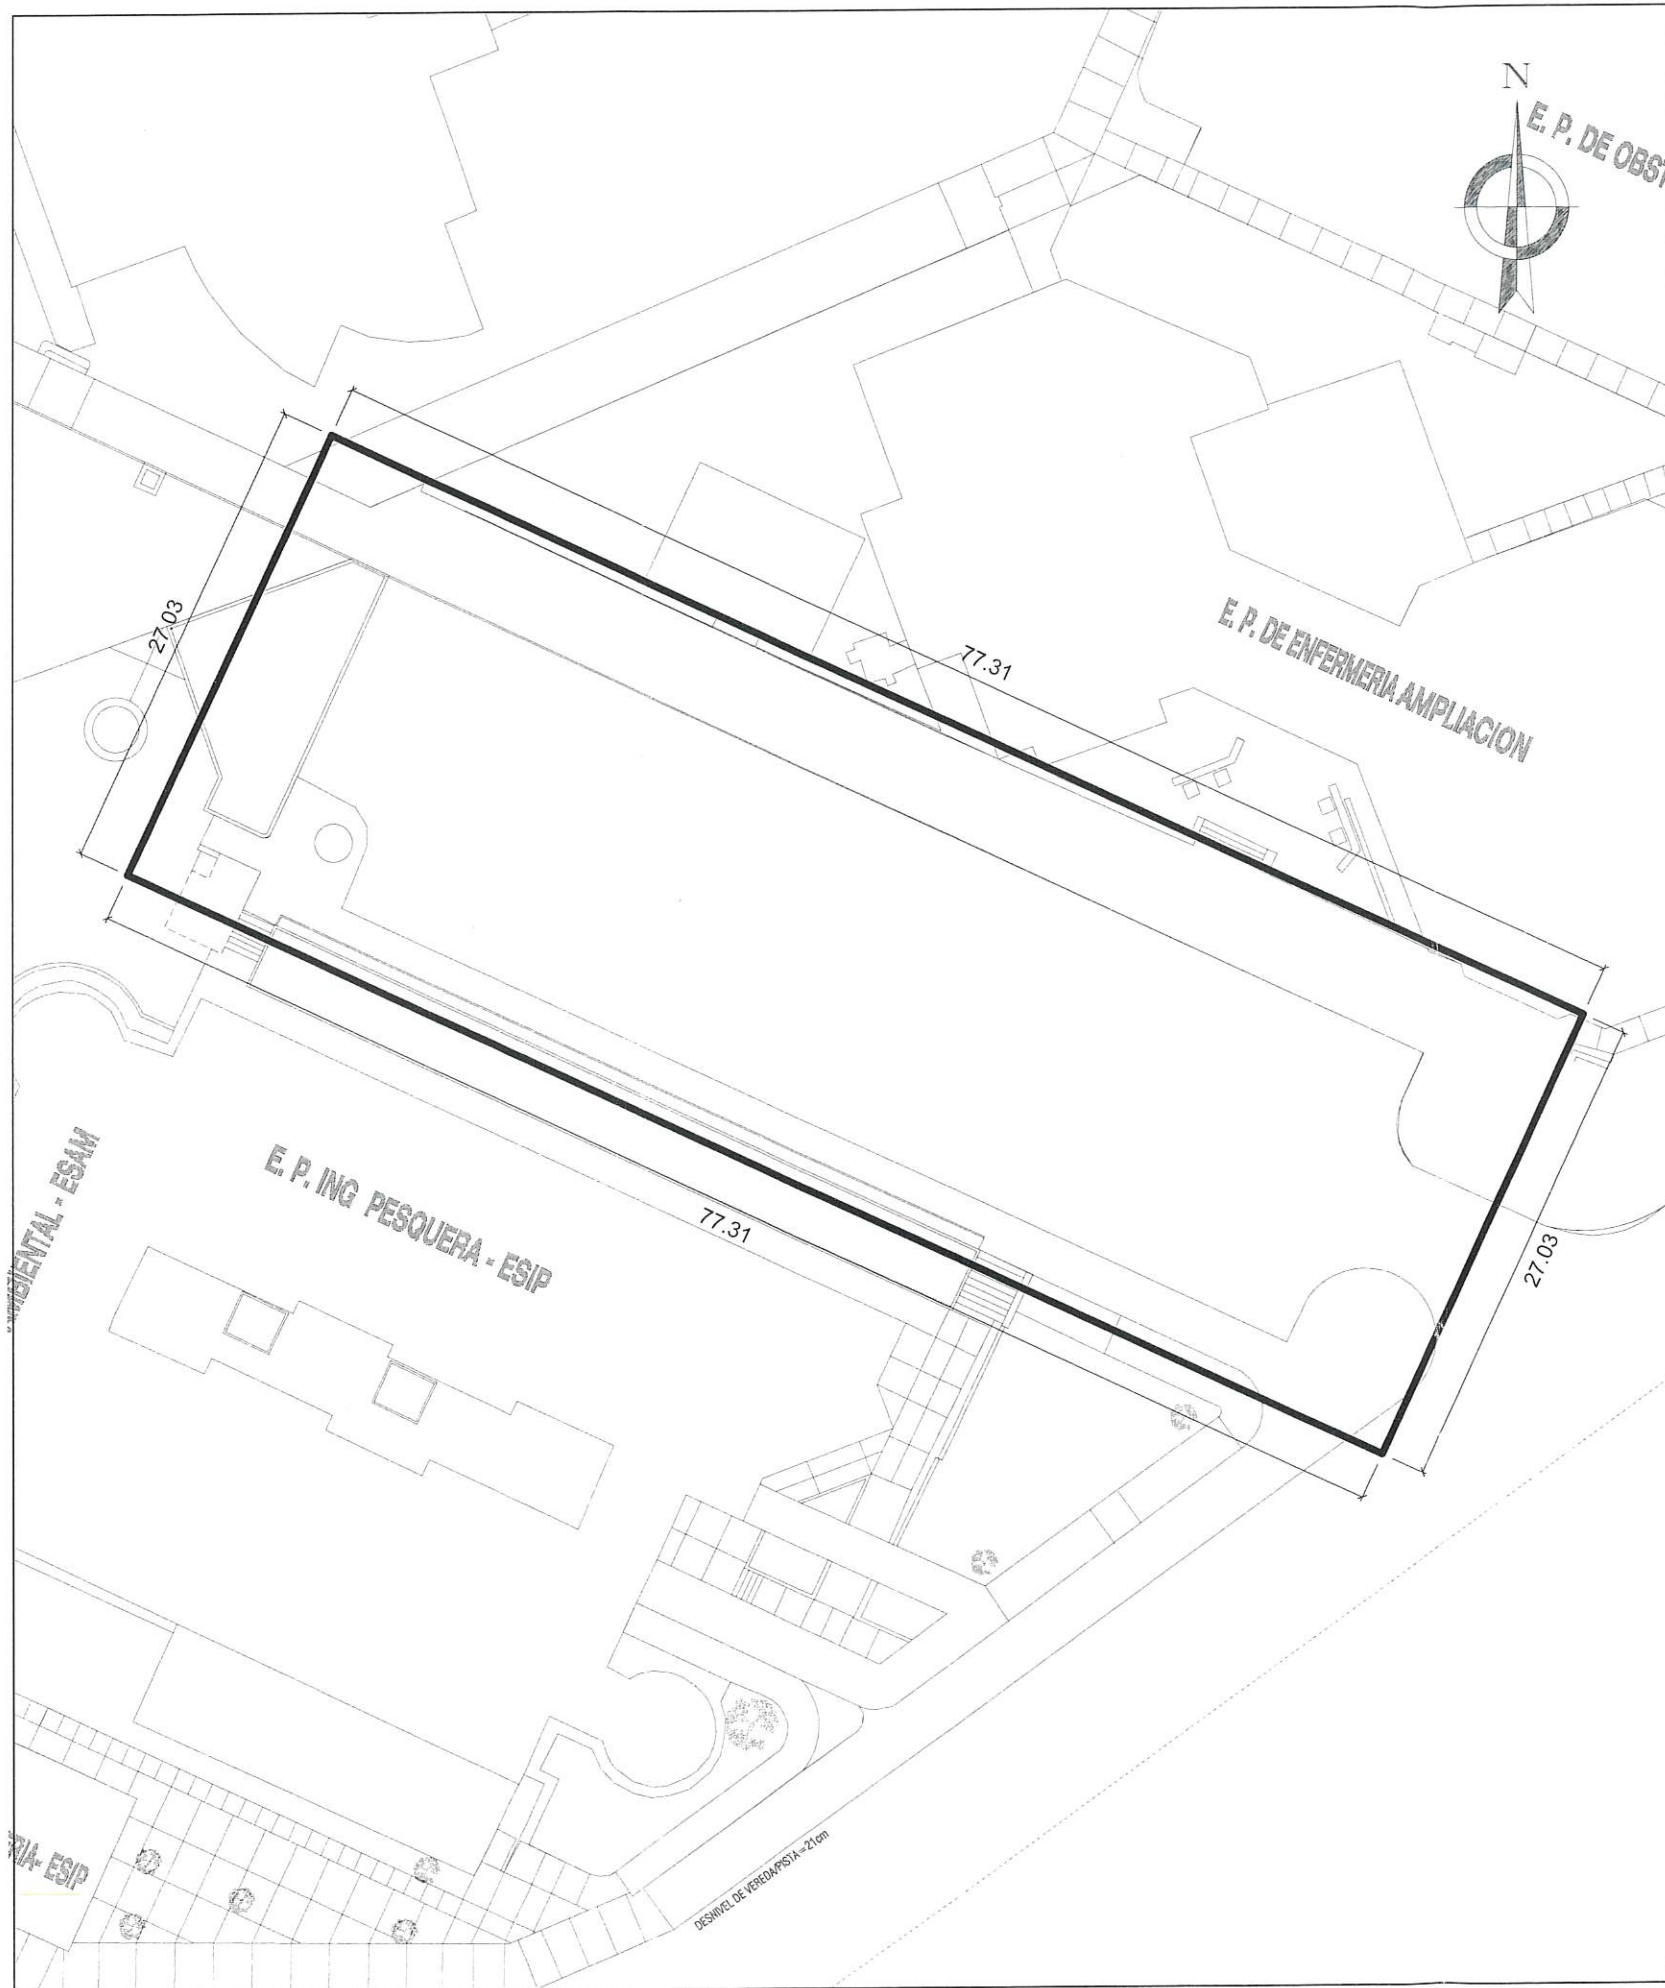 N
E. P. DE OBST
27.03
77.31
E. P. DE ENFERMERIA AMPLIACION
E. P. ING PESQUERA - ESIP
77.31
27.03
AMBIENTAL - ESAM
RIA- ESIP
DESNIVEL DE VEREDA/PISTA =21cm